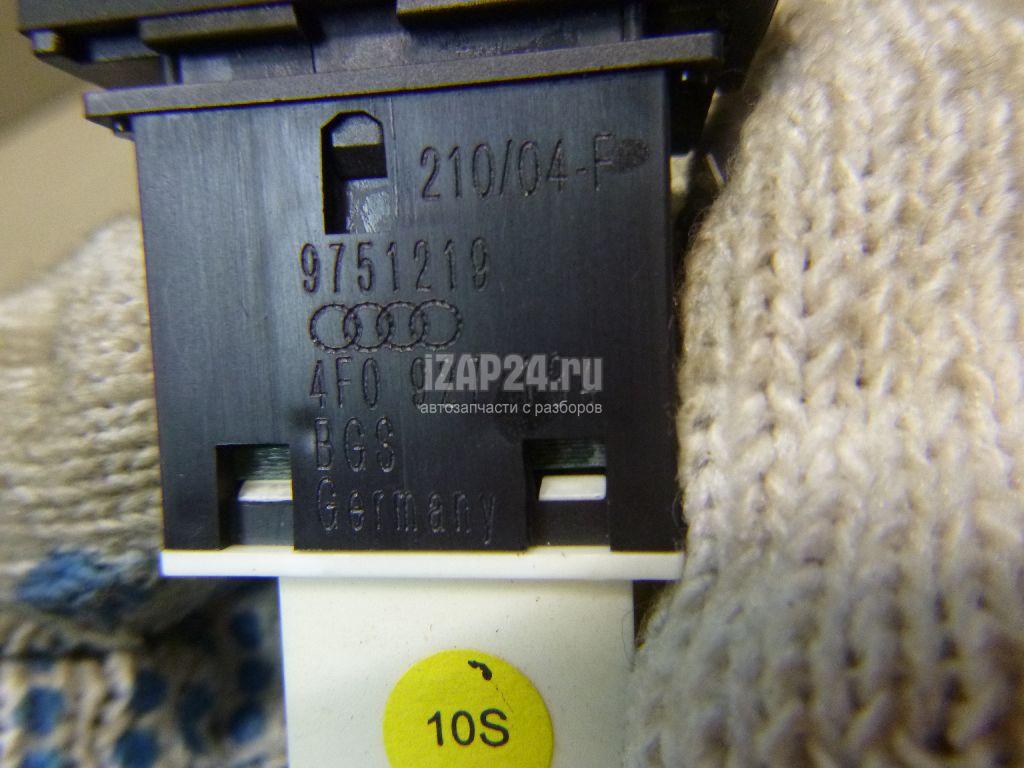 210/04-F
9751219
iZAP24.ru
4F0
автозапчасти с разборов
BGS
Germany
10S